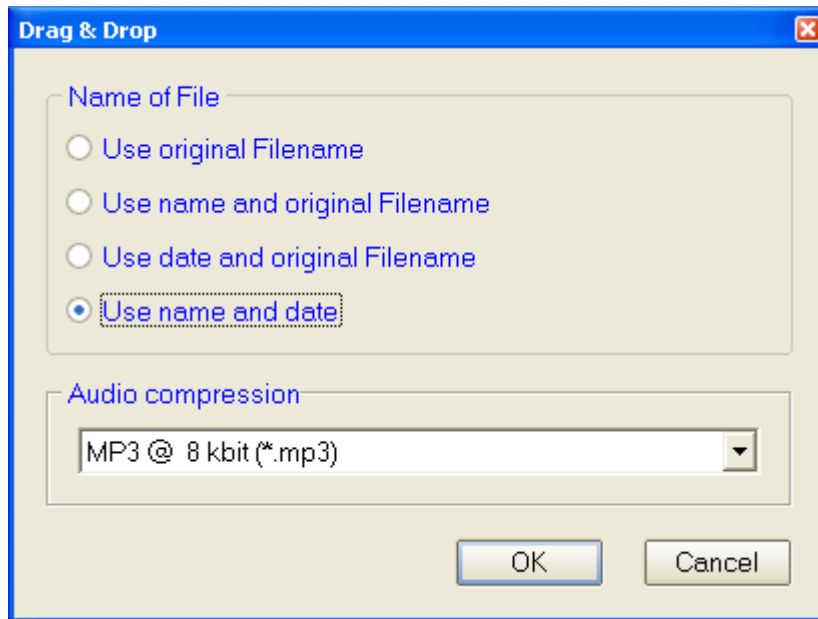 Drag & Drop
Name of File
Use original Filename
Use name and original Filename
Use date and original Filename
Use name and date
Audio compression
MP3 @  8 kbit (*.mp3)
OK
Cancel